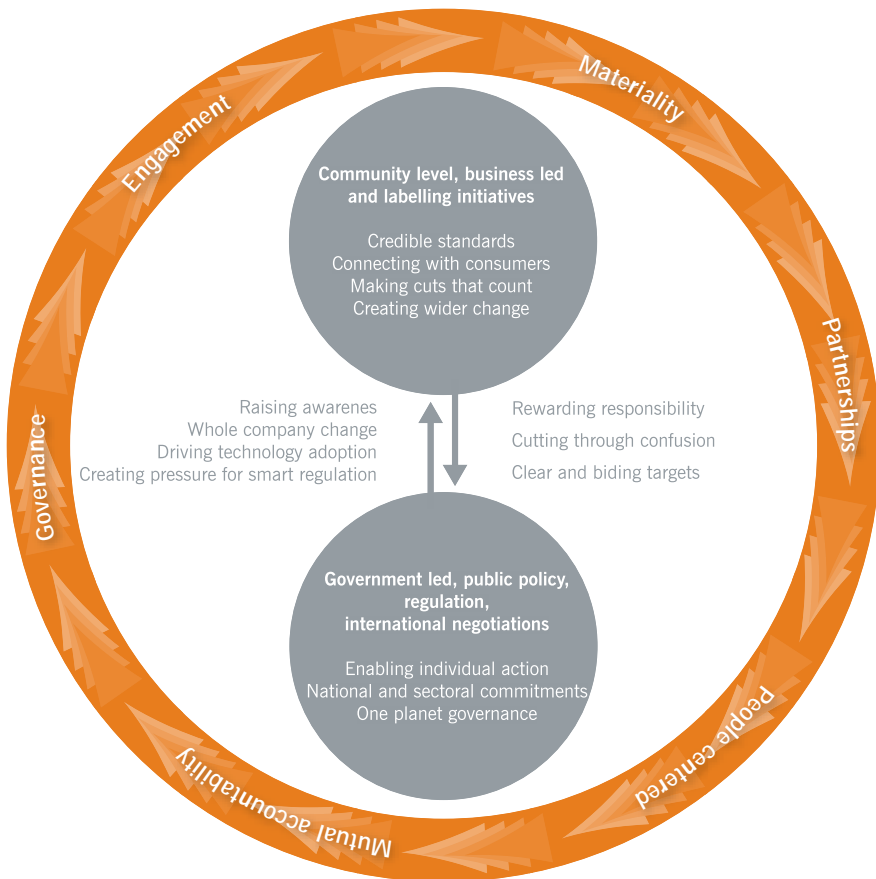 Engagement
Materiality
Partnerships
People centered
Mutual accountability
Governance
Community level, business led
and labelling initiatives
Credible standards
Connecting with consumers
Making cuts that count
Creating wider change
Raising awarenes
Whole company change
Driving technology adoption
Creating pressure for smart regulation
Rewarding responsibility
Cutting through confusion
Clear and biding targets
Government led, public policy,
regulation,
international negotiations
Enabling individual action
National and sectoral commitments
One planet governance